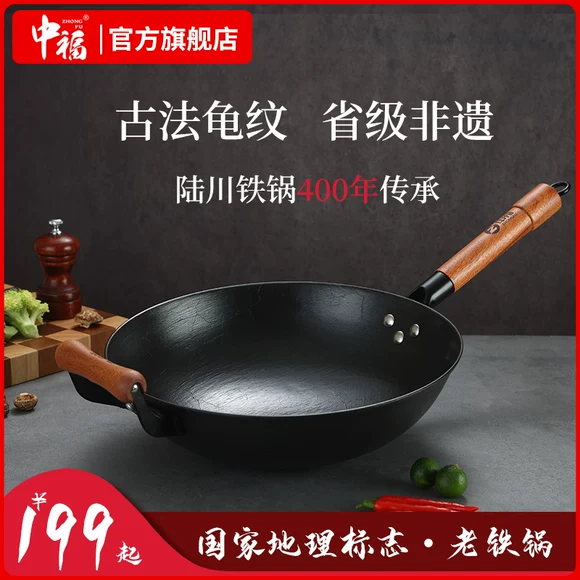 中福® 官方旗舰店
ZHONG FU
古法龟纹 省级非遗
陆川铁锅400年传承
¥199起
国家地理标志·老铁锅